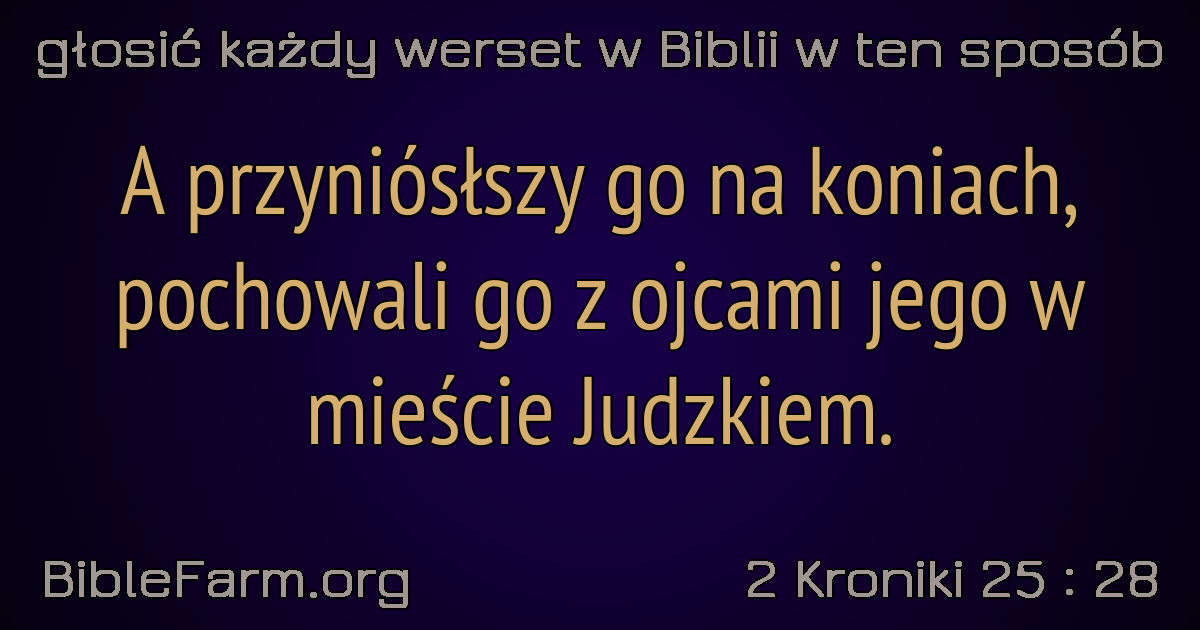 głosić każdy werset w Biblii w ten sposób
A przyniósłszy go na koniach,
pochowali go z ojcami jego w
mieście Judzkiem.
BibleFarm.org
2 Kroniki 25 : 28